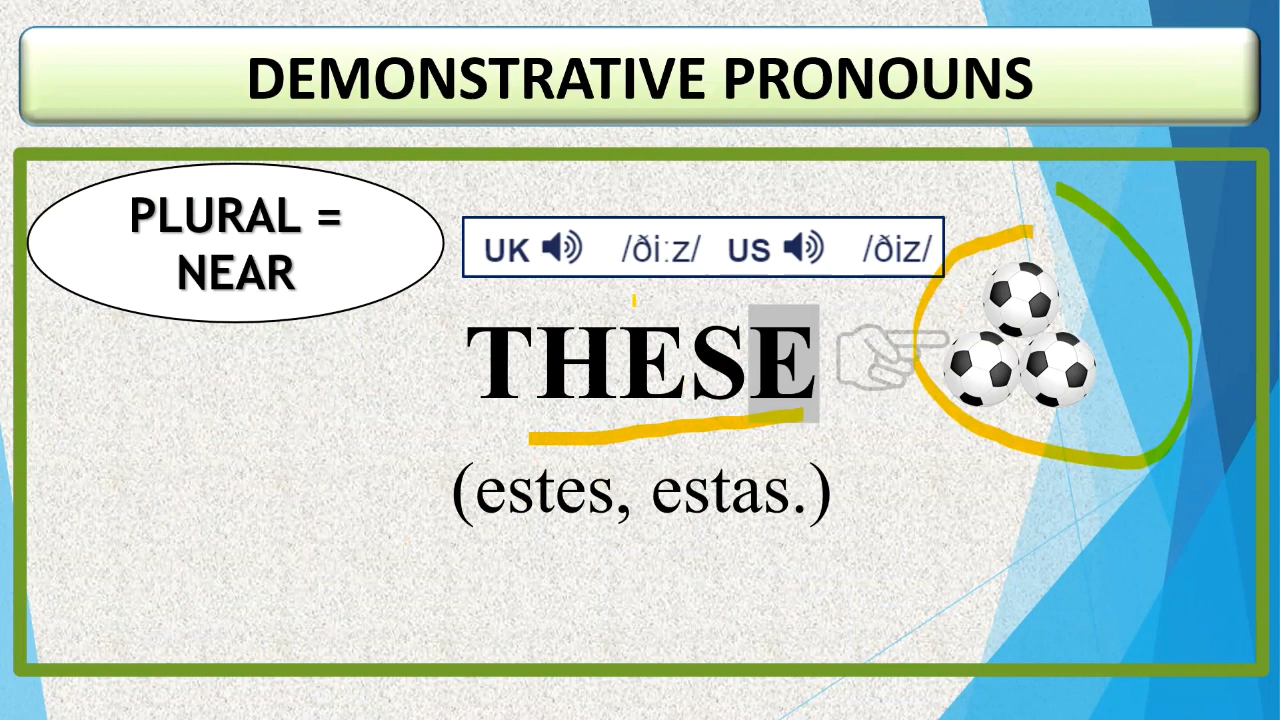 DEMONSTRATIVE PRONOUNS
PLURAL =
NEAR
UK /ðiːz/ US /ðiz/
THESE
(estes, estas.)